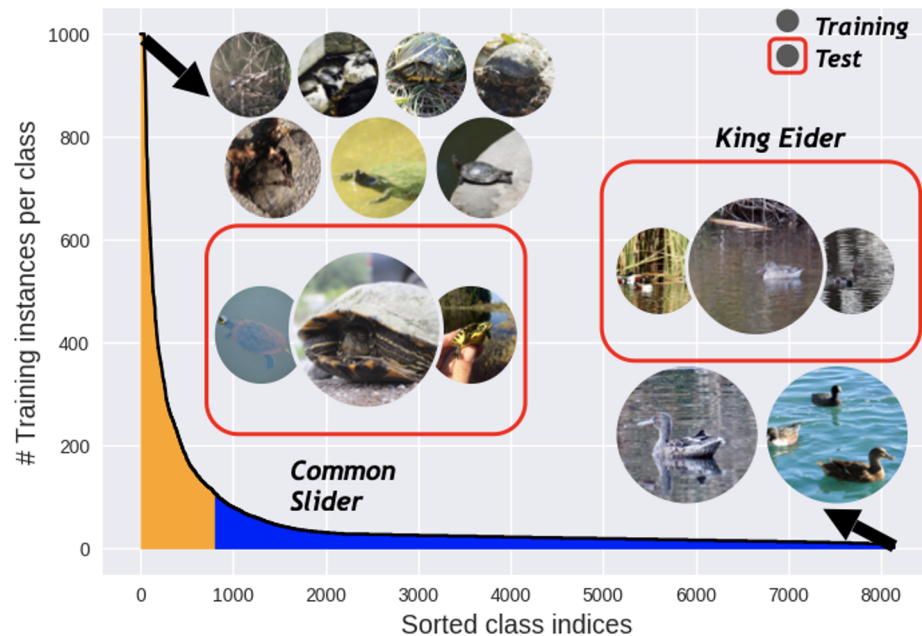 Training
Test
King Eider
Common
Slider
# Training instances per class
1000
800
600
400
200
0
0
1000
2000
3000
4000
5000
6000
7000
8000
Sorted class indices